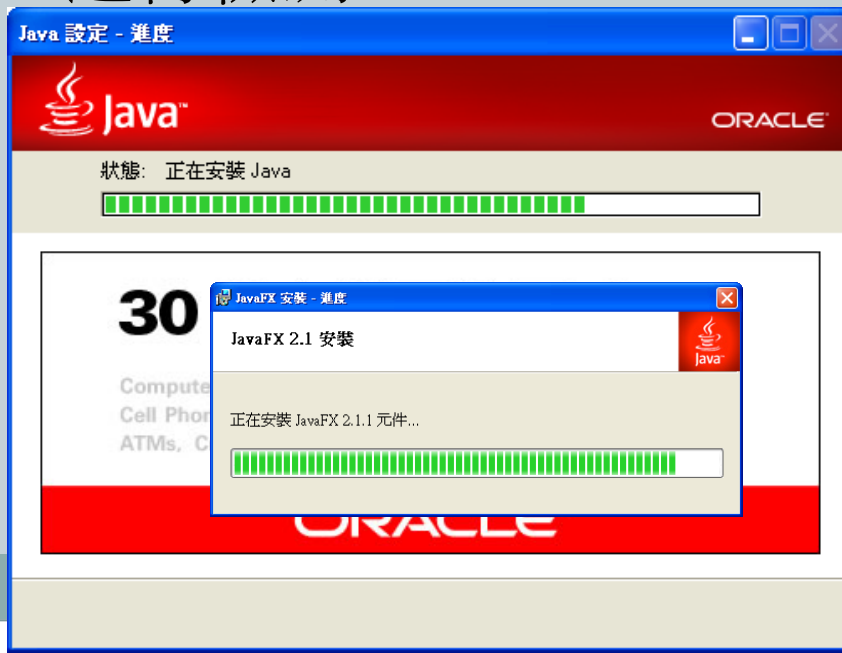 Java 設定 - 進度
Java™
ORACLE
狀態: 正在安裝 Java
30
JavaFX 安裝 - 進度
JavaFX 2.1 安裝
Java
Compute
Cell Phon
ATMs, C
正在安裝 JavaFX 2.1.1 元件...
ORACLE